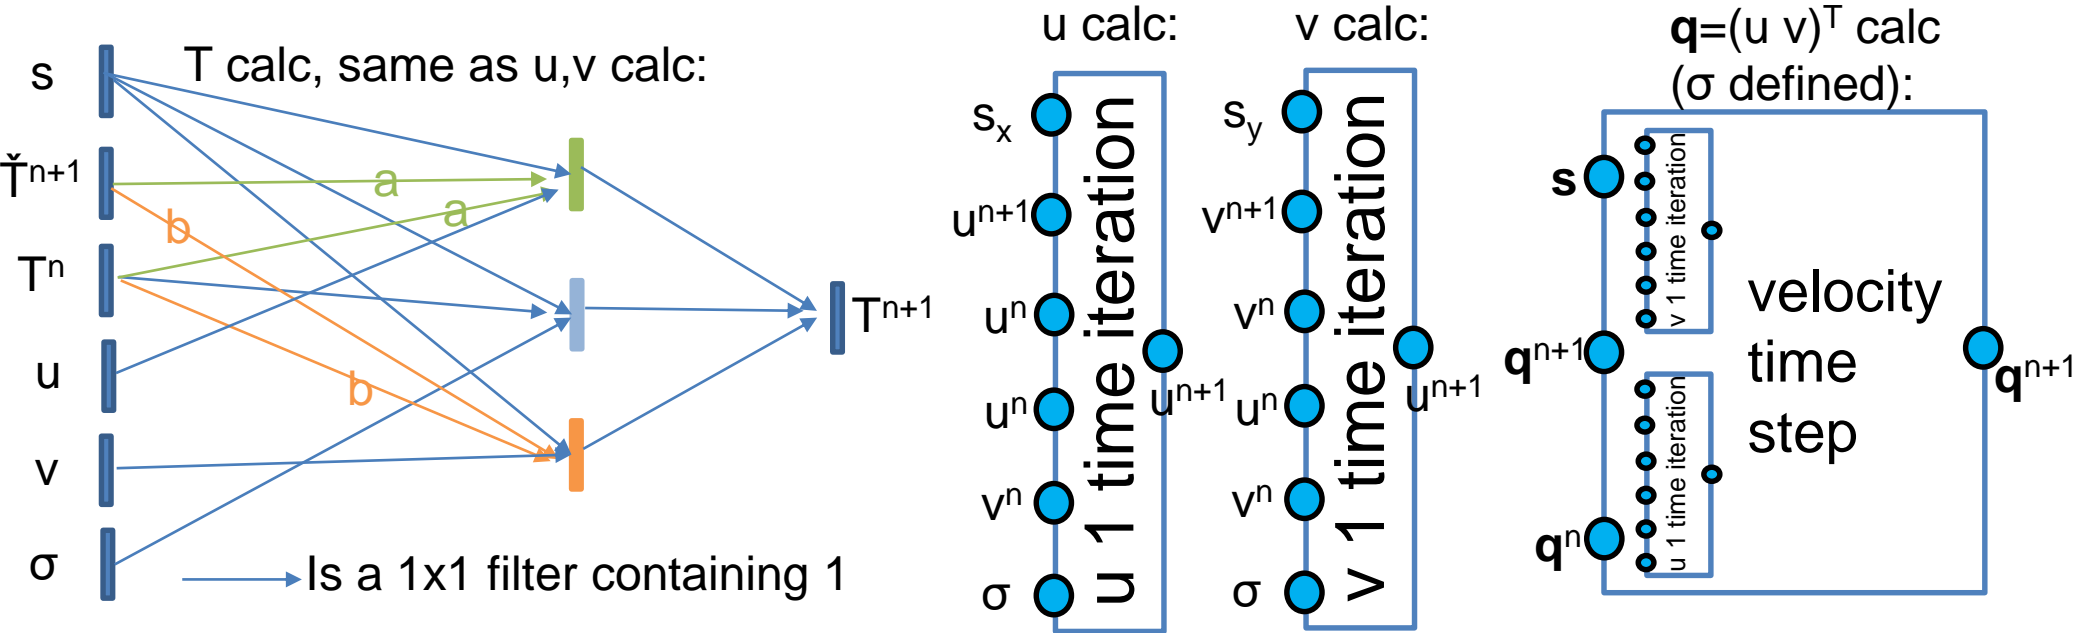 T calc, same as u,v calc:
s
Ťⁿ⁺¹
Tⁿ
u
v
σ
a
a
b
b
Tⁿ⁺¹
Is a 1x1 filter containing 1
u calc:
sₓ
uⁿ⁺¹
uⁿ
uⁿ
vⁿ
σ
u 1 time iteration
uⁿ⁺¹
v calc:
s_y
vⁿ⁺¹
vⁿ
uⁿ
vⁿ
σ
v 1 time iteration
uⁿ⁺¹
q=(u v)ᵀ calc
(σ defined):
s
qⁿ⁺¹
qⁿ
v 1 time iteration
u 1 time iteration
velocity
time
step
qⁿ⁺¹